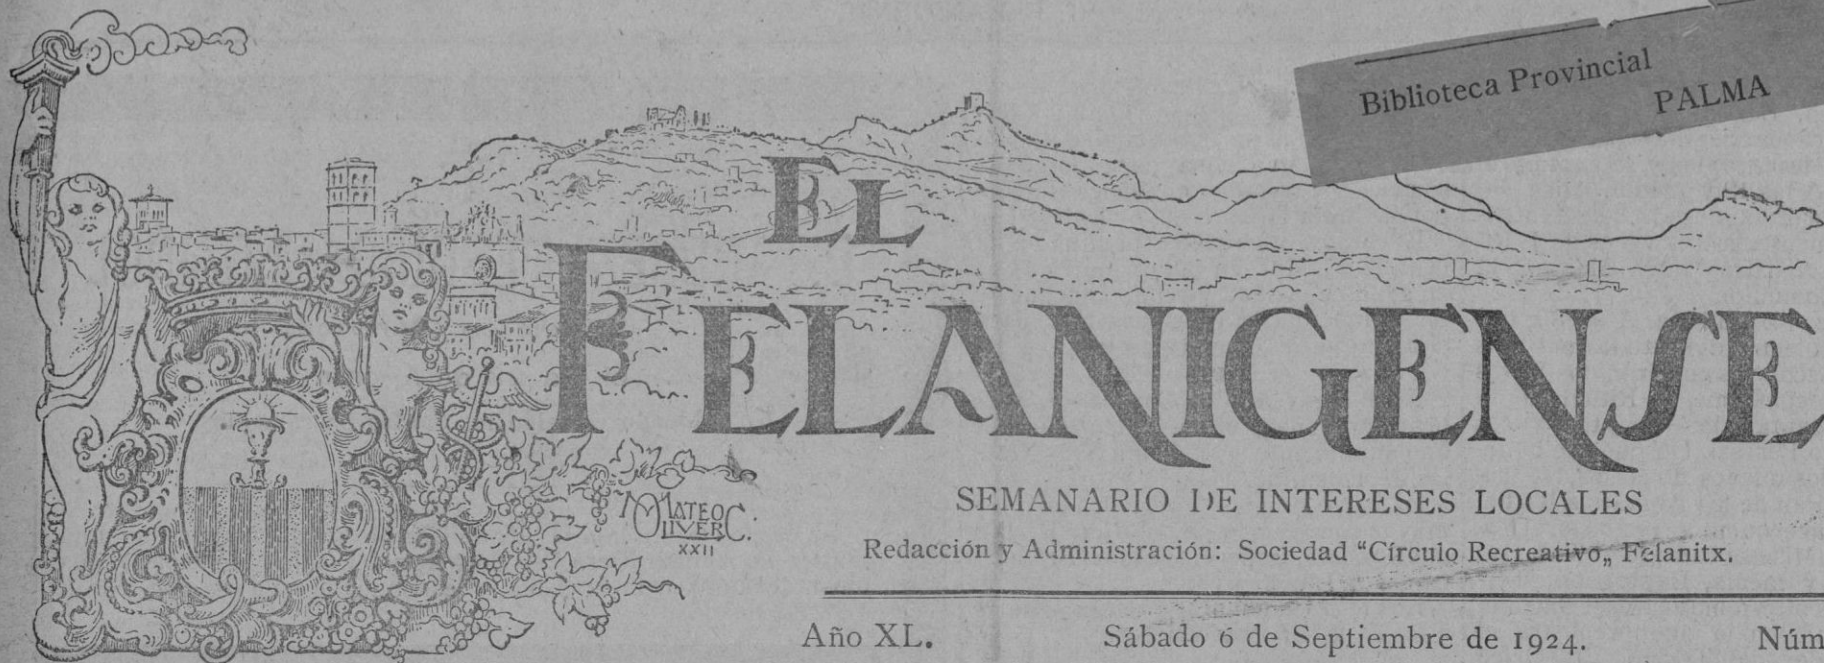 Biblioteca Provincial
PALMA
EL
FELANIGENSE
MATEO
OLIVER C.
XXII
SEMANARIO DE INTERESES LOCALES
Redacción y Administración: Sociedad “Círculo Recreativo„ Felanitx.
Año XL. Sábado 6 de Septiembre de 1924. Núm